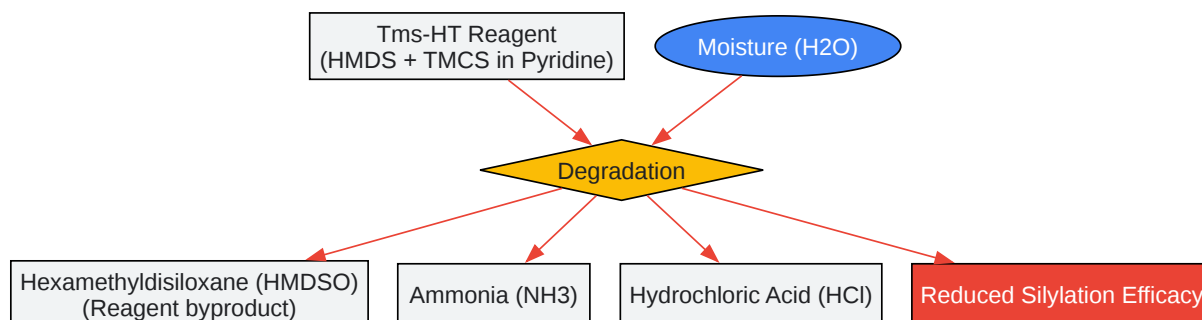 Tms-HT Reagent
(HMDS + TMCS in Pyridine)
Moisture (H2O)
Degradation
Hexamethyldisiloxane (HMDSO)
(Reagent byproduct)
Ammonia (NH3)
Hydrochloric Acid (HCl)
Reduced Silylation Efficacy